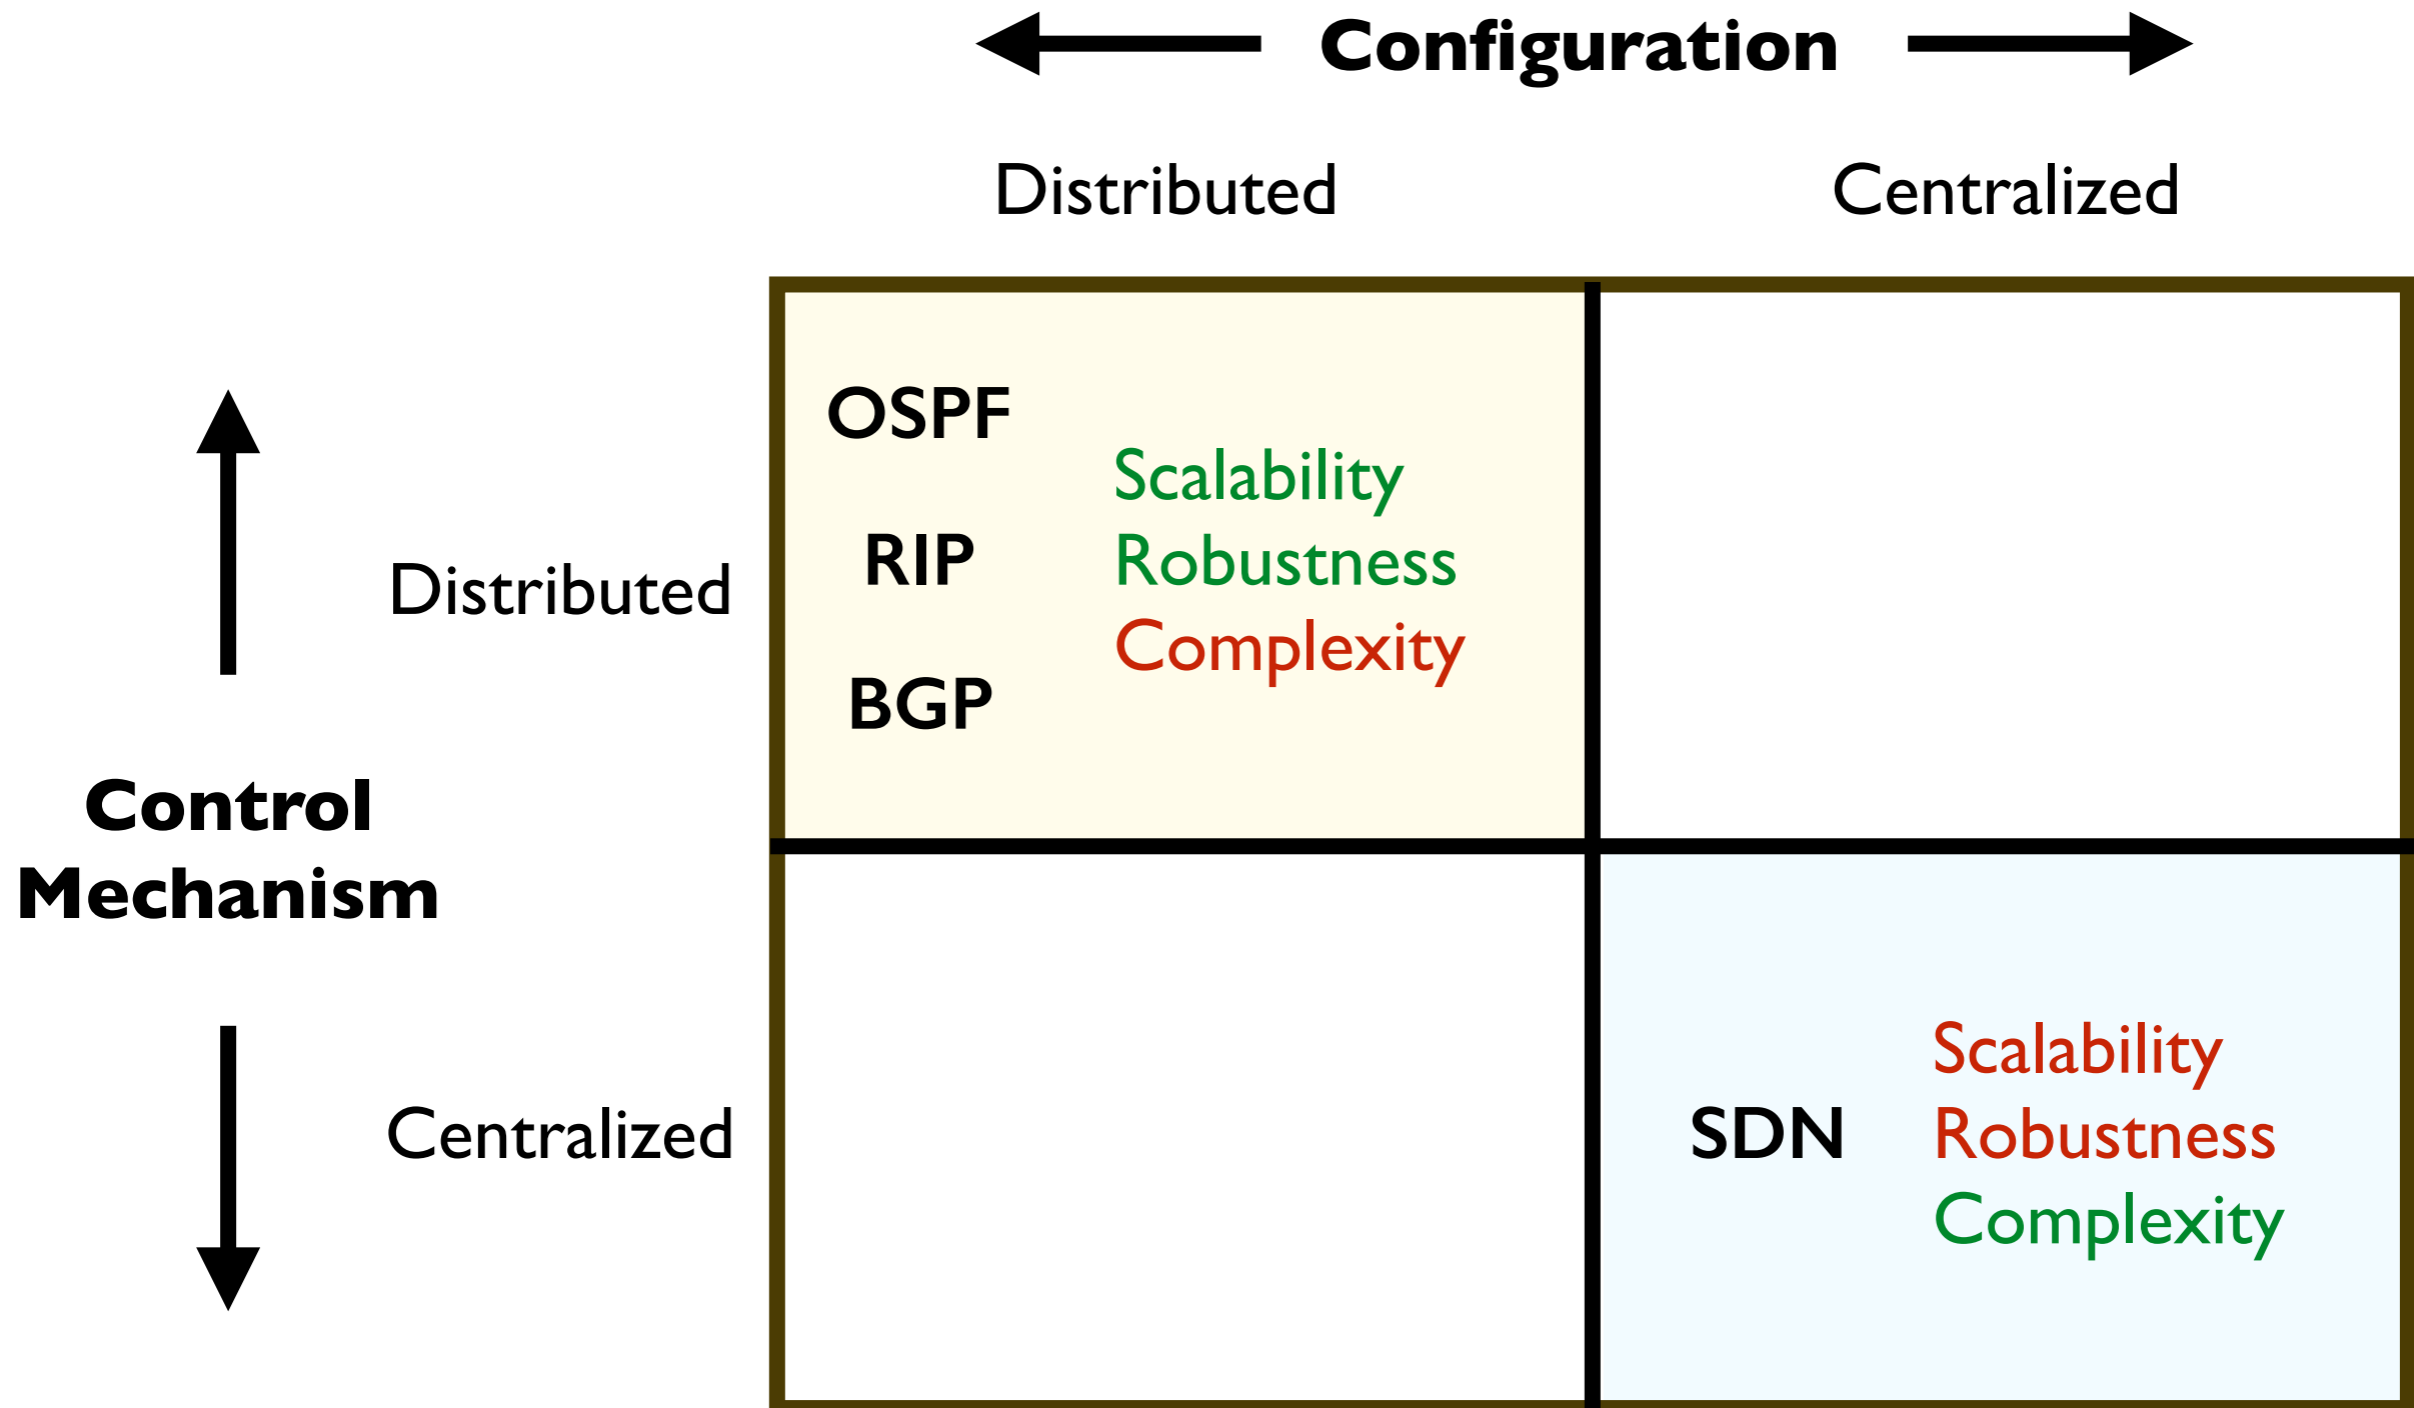 Configuration
Distributed
Centralized
OSPF
RIP
BGP
Scalability
Robustness
Complexity
Distributed
Control
Mechanism
Centralized
SDN
Scalability
Robustness
Complexity